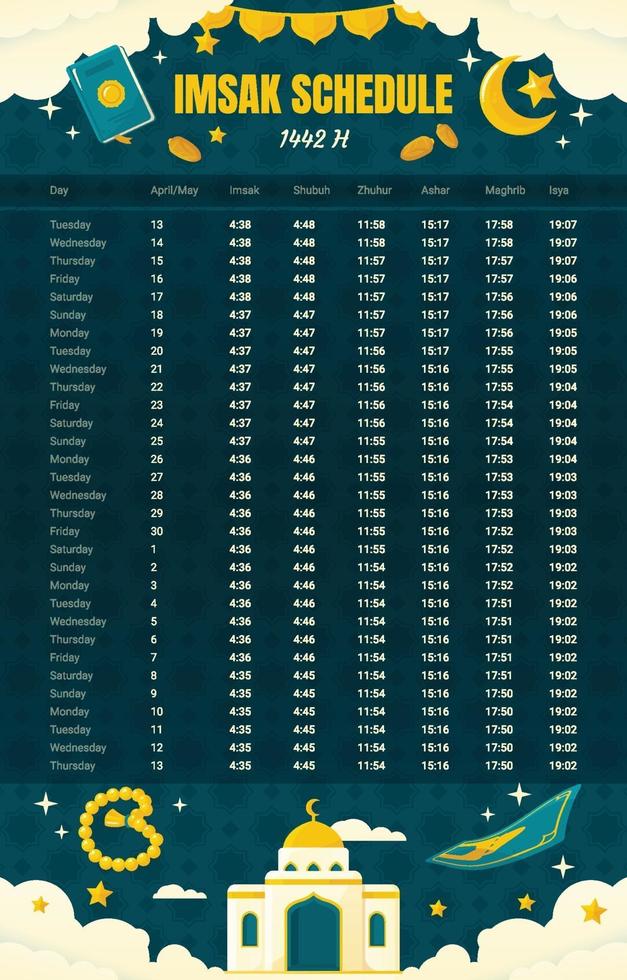 IMSAK SCHEDULE
1442 H
Day April/May Imsak Shubuh Zhuhur Ashar Maghrib Isya
Tuesday 13 4:38 4:48 11:58 15:17 17:58 19:07
Wednesday 14 4:38 4:48 11:58 15:17 17:58 19:07
Thursday 15 4:38 4:48 11:57 15:17 17:57 19:07
Friday 16 4:38 4:48 11:57 15:17 17:57 19:06
Saturday 17 4:38 4:48 11:57 15:17 17:56 19:06
Sunday 18 4:37 4:47 11:57 15:17 17:56 19:06
Monday 19 4:37 4:47 11:57 15:17 17:56 19:05
Tuesday 20 4:37 4:47 11:56 15:17 17:55 19:05
Wednesday 21 4:37 4:47 11:56 15:16 17:55 19:05
Thursday 22 4:37 4:47 11:56 15:16 17:55 19:04
Friday 23 4:37 4:47 11:56 15:16 17:54 19:04
Saturday 24 4:37 4:47 11:56 15:16 17:54 19:04
Sunday 25 4:37 4:47 11:55 15:16 17:54 19:04
Monday 26 4:36 4:46 11:55 15:16 17:53 19:04
Tuesday 27 4:36 4:46 11:55 15:16 17:53 19:03
Wednesday 28 4:36 4:46 11:55 15:16 17:53 19:03
Thursday 29 4:36 4:46 11:55 15:16 17:53 19:03
Friday 30 4:36 4:46 11:55 15:16 17:52 19:03
Saturday 1 4:36 4:46 11:55 15:16 17:52 19:03
Sunday 2 4:36 4:46 11:54 15:16 17:52 19:02
Monday 3 4:36 4:46 11:54 15:16 17:52 19:02
Tuesday 4 4:36 4:46 11:54 15:16 17:51 19:02
Wednesday 5 4:36 4:46 11:54 15:16 17:51 19:02
Thursday 6 4:36 4:46 11:54 15:16 17:51 19:02
Friday 7 4:36 4:46 11:54 15:16 17:51 19:02
Saturday 8 4:35 4:45 11:54 15:16 17:51 19:02
Sunday 9 4:35 4:45 11:54 15:16 17:50 19:02
Monday 10 4:35 4:45 11:54 15:16 17:50 19:02
Tuesday 11 4:35 4:45 11:54 15:16 17:50 19:02
Wednesday 12 4:35 4:45 11:54 15:16 17:50 19:02
Thursday 13 4:35 4:45 11:54 15:16 17:50 19:02